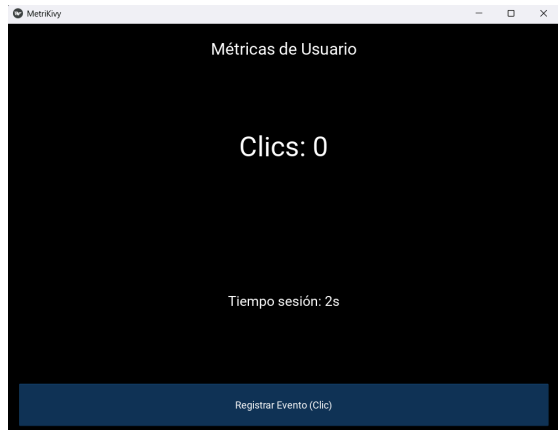 MetriKivy
Métricas de Usuario
Clics: 0
Tiempo sesión: 2s
Registrar Evento (Clic)